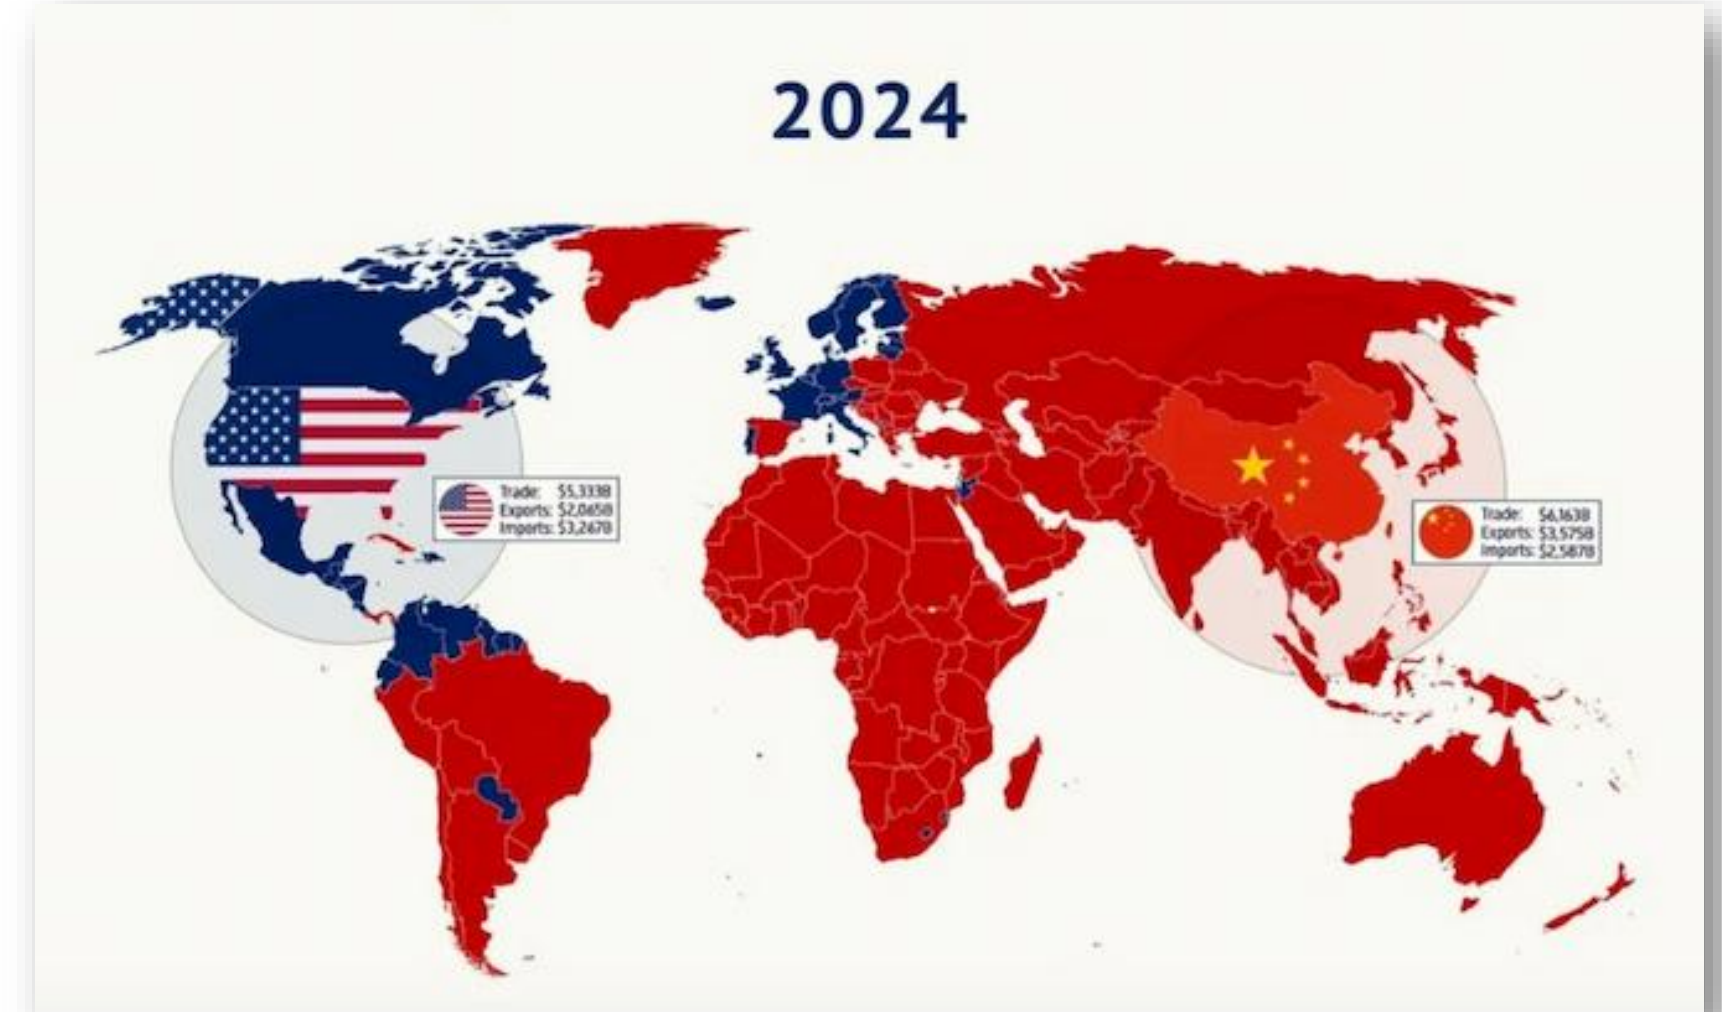 2024
Trade: $5,333B
Exports: $2,065B
Imports: $3,267B
Trade: $6,163B
Exports: $3,575B
Imports: $2,587B